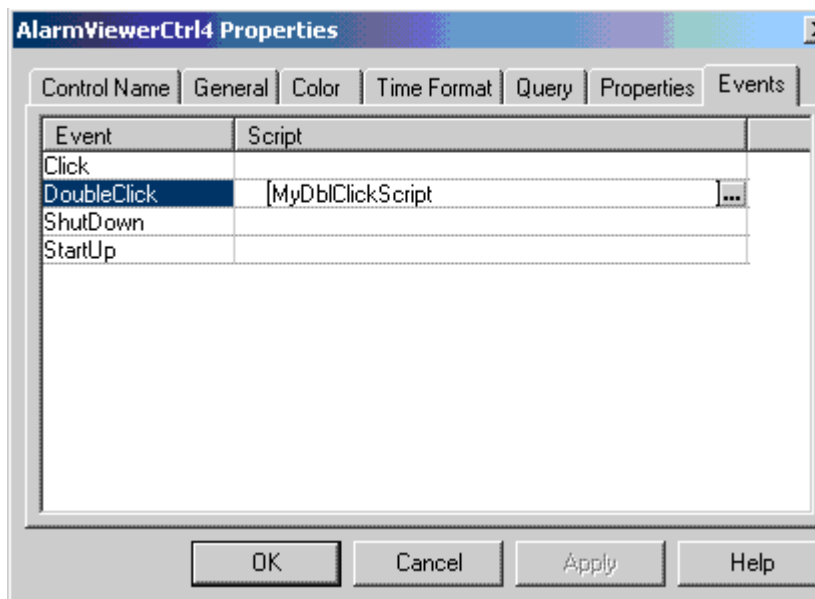 AlarmViewerCtrl4 Properties
Control Name General Color Time Format Query Properties Events
Event Script
Click
DoubleClick [MyDblClickScript ]...
ShutDown
StartUp
OK Cancel Apply Help